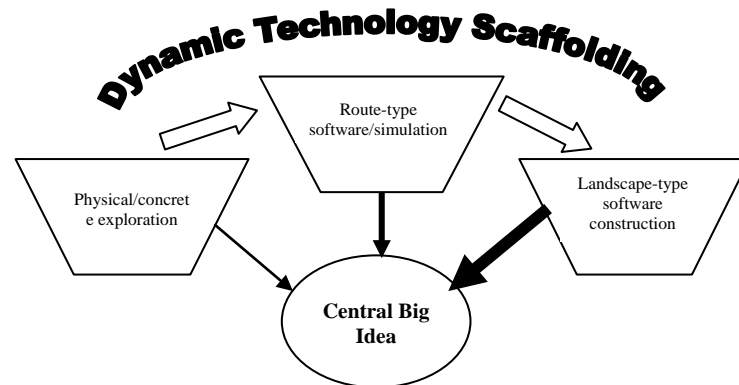 Dynamic Technology Scaffolding
Route-type
software/simulation
Physical/concret
e exploration
Landscape-type
software
construction
Central Big
Idea